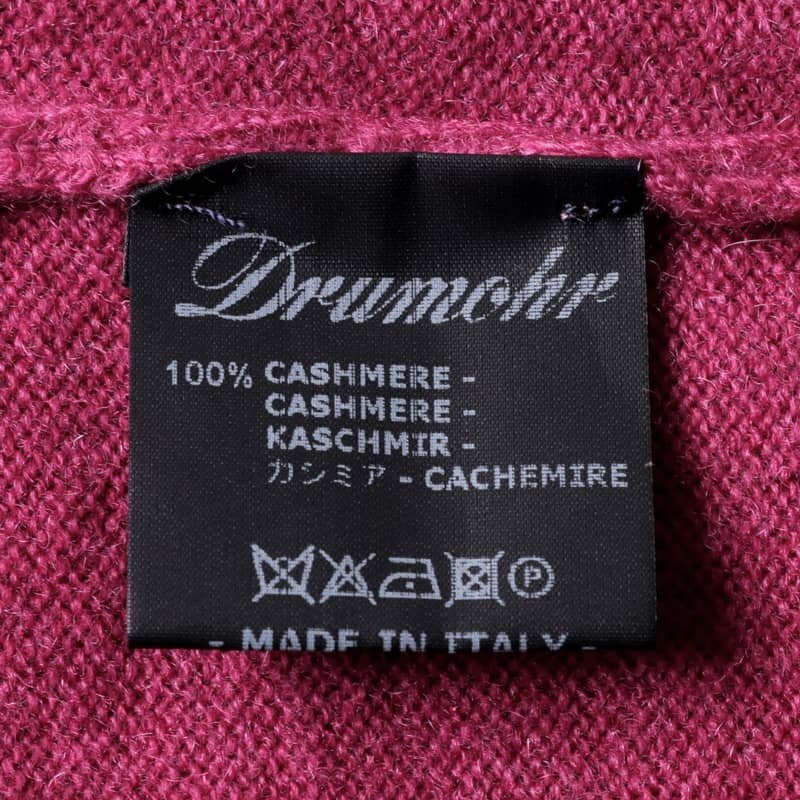 Drumohr
100% CASHMERE -
CASHMERE -
KASCHMIR -
カシミア - CACHEMIRE
P
- MADE IN ITALY -